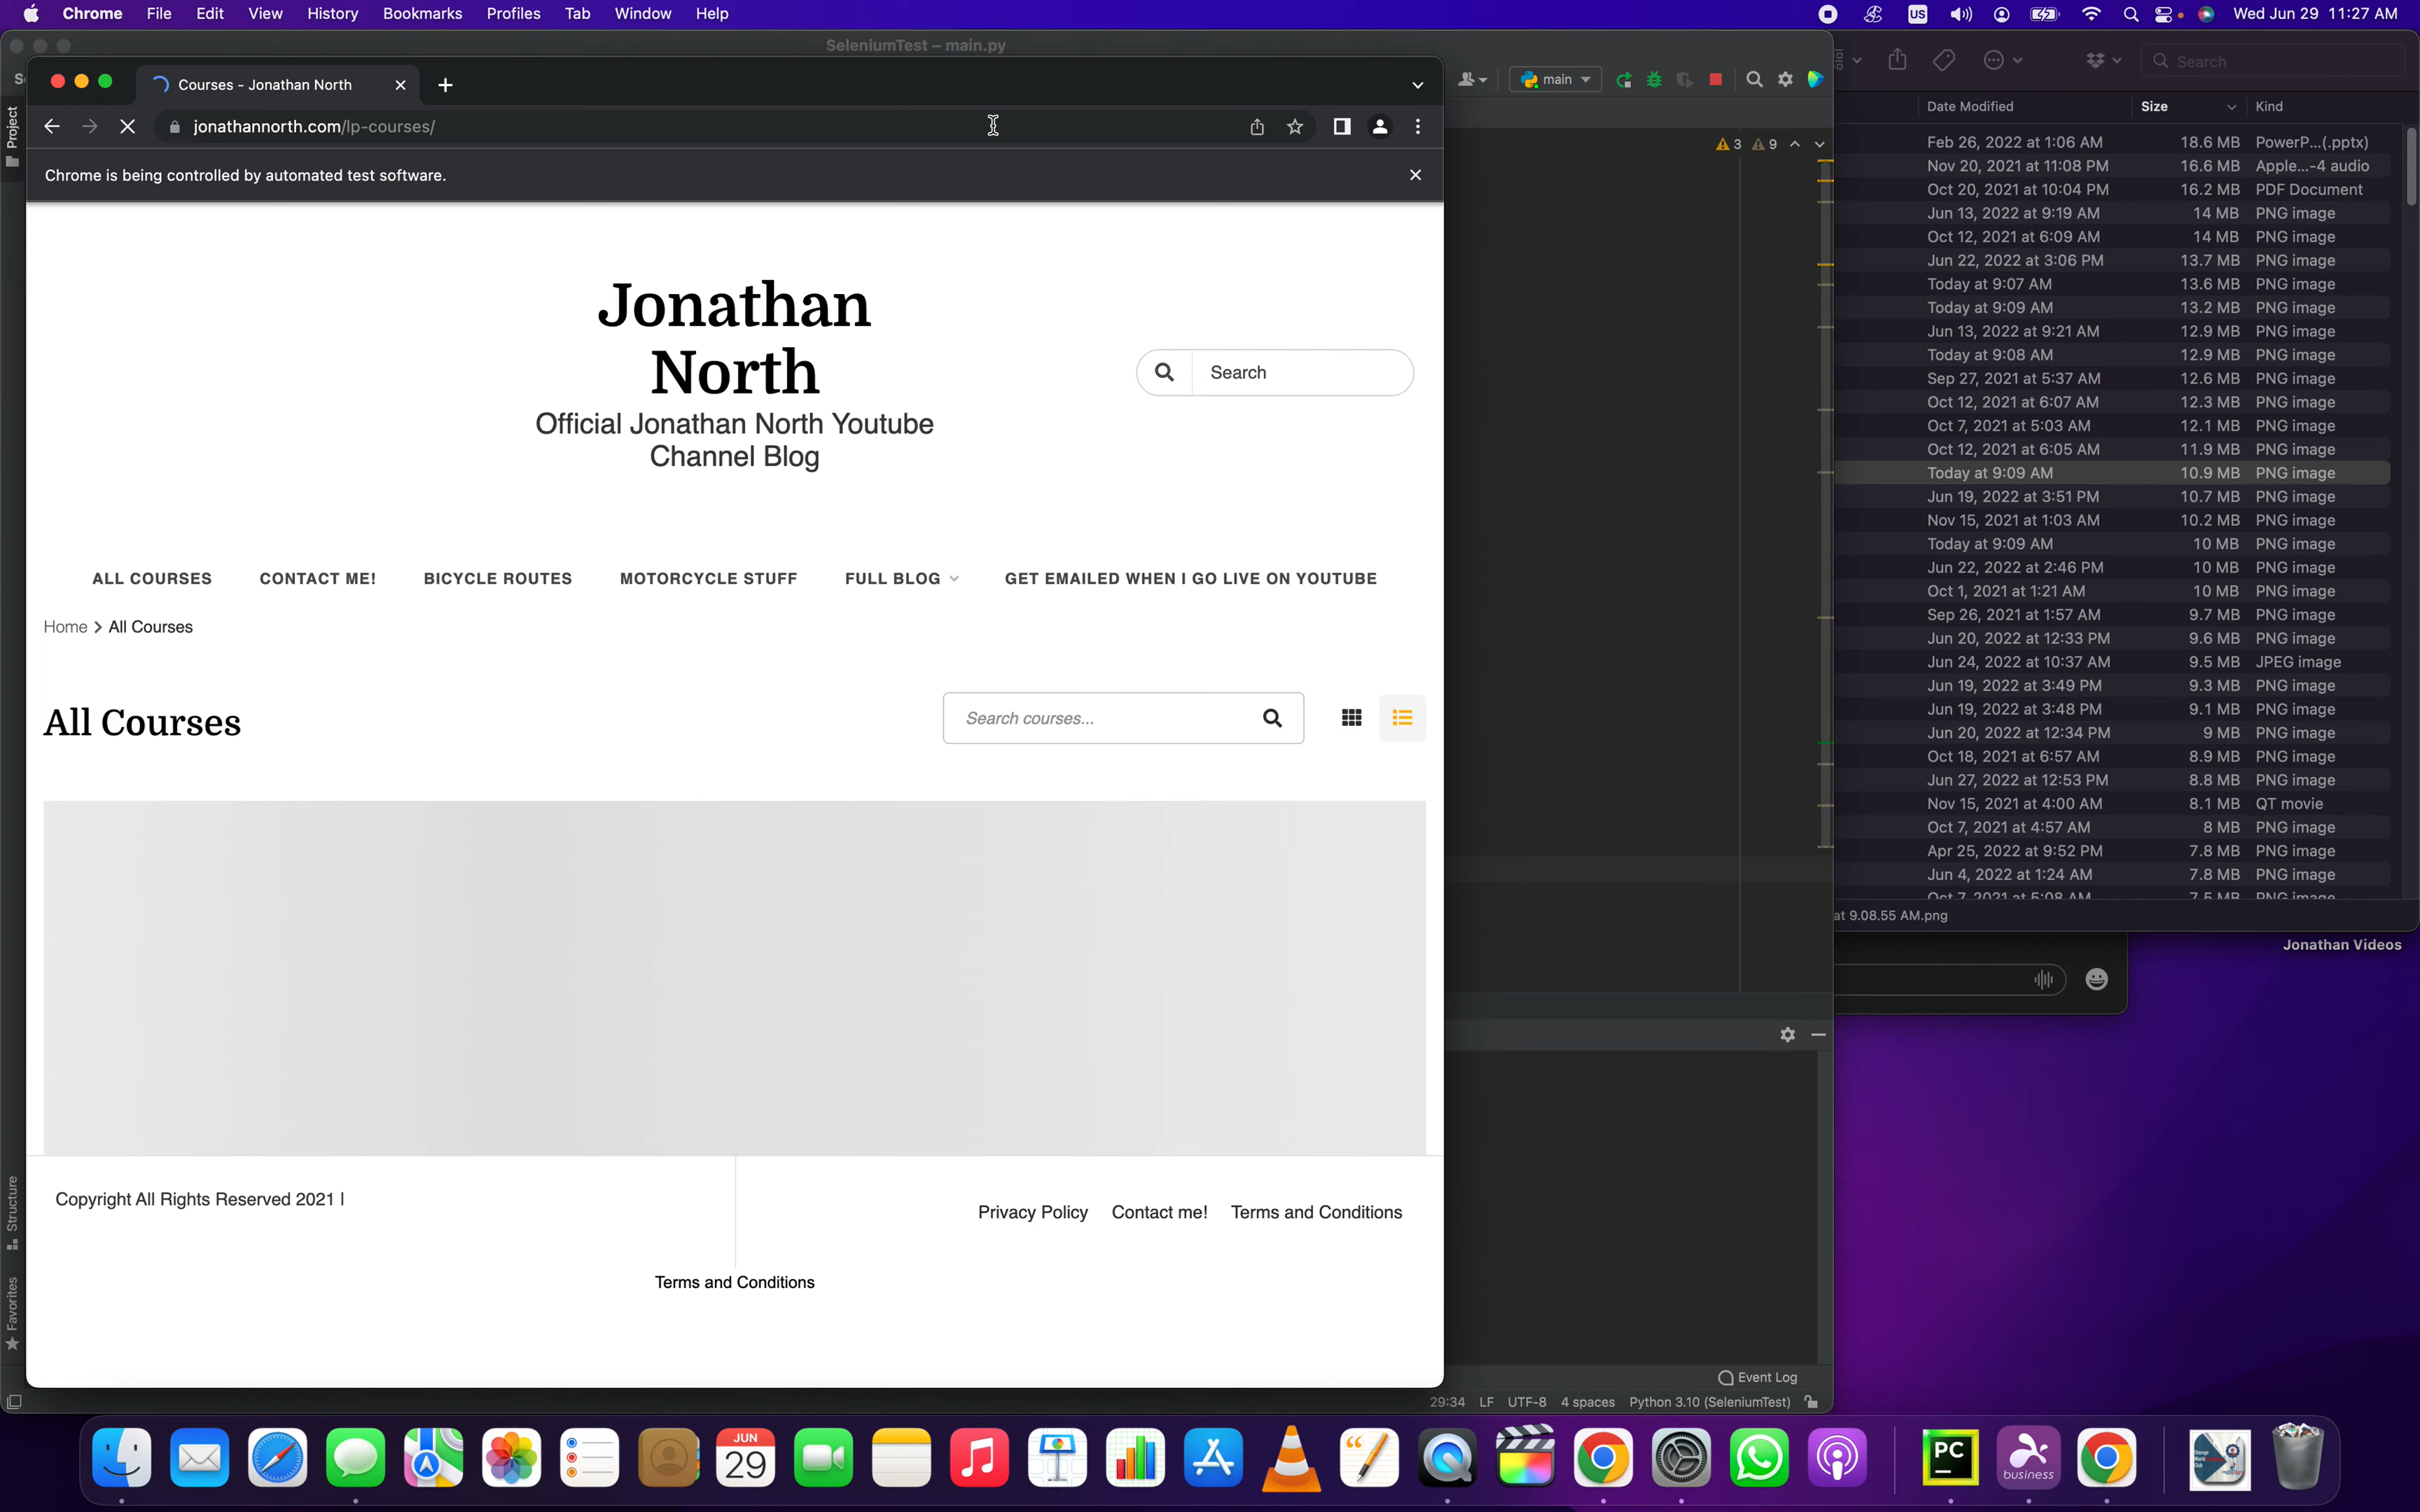 Chrome File Edit View History Bookmarks Profiles Tab Window Help US Wed Jun 29 11:27 AM
SeleniumTest – main.py
Courses - Jonathan North
jonathannorth.com/lp-courses/
Chrome is being controlled by automated test software.
Jonathan
North
Official Jonathan North Youtube
Channel Blog
Search
ALL COURSES CONTACT ME! BICYCLE ROUTES MOTORCYCLE STUFF FULL BLOG GET EMAILED WHEN I GO LIVE ON YOUTUBE
Home > All Courses
All Courses
Search courses...
Copyright All Rights Reserved 2021 |
Privacy Policy Contact me! Terms and Conditions
Terms and Conditions
Project
Structure
Favorites
main
3 9
Event Log
29:34 LF UTF-8 4 spaces Python 3.10 (SeleniumTest)
Search
Date Modified Size Kind
Feb 26, 2022 at 1:06 AM 18.6 MB PowerP...(.pptx)
Nov 20, 2021 at 11:08 PM 16.6 MB Apple...-4 audio
Oct 20, 2021 at 10:04 PM 16.2 MB PDF Document
Jun 13, 2022 at 9:19 AM 14 MB PNG image
Oct 12, 2021 at 6:09 AM 14 MB PNG image
Jun 22, 2022 at 3:06 PM 13.7 MB PNG image
Today at 9:07 AM 13.6 MB PNG image
Today at 9:09 AM 13.2 MB PNG image
Jun 13, 2022 at 9:21 AM 12.9 MB PNG image
Today at 9:08 AM 12.9 MB PNG image
Sep 27, 2021 at 5:37 AM 12.6 MB PNG image
Oct 12, 2021 at 6:07 AM 12.3 MB PNG image
Oct 7, 2021 at 5:03 AM 12.1 MB PNG image
Oct 12, 2021 at 6:05 AM 11.9 MB PNG image
Today at 9:09 AM 10.9 MB PNG image
Jun 19, 2022 at 3:51 PM 10.7 MB PNG image
Nov 15, 2021 at 1:03 AM 10.2 MB PNG image
Today at 9:09 AM 10 MB PNG image
Jun 22, 2022 at 2:46 PM 10 MB PNG image
Oct 1, 2021 at 1:21 AM 10 MB PNG image
Sep 26, 2021 at 1:57 AM 9.7 MB PNG image
Jun 20, 2022 at 12:33 PM 9.6 MB PNG image
Jun 24, 2022 at 10:37 AM 9.5 MB JPEG image
Jun 19, 2022 at 3:49 PM 9.3 MB PNG image
Jun 19, 2022 at 3:48 PM 9.1 MB PNG image
Jun 20, 2022 at 12:34 PM 9 MB PNG image
Oct 18, 2021 at 6:57 AM 8.9 MB PNG image
Jun 27, 2022 at 12:53 PM 8.8 MB PNG image
Nov 15, 2021 at 4:00 AM 8.1 MB QT movie
Oct 7, 2021 at 4:57 AM 8 MB PNG image
Apr 25, 2022 at 9:52 PM 7.8 MB PNG image
Jun 4, 2022 at 1:24 AM 7.8 MB PNG image
Oct 7, 2021 at 5:08 AM 7.5 MB PNG image
at 9.08.55 AM.png
Jonathan Videos
JUN
29
PC
business